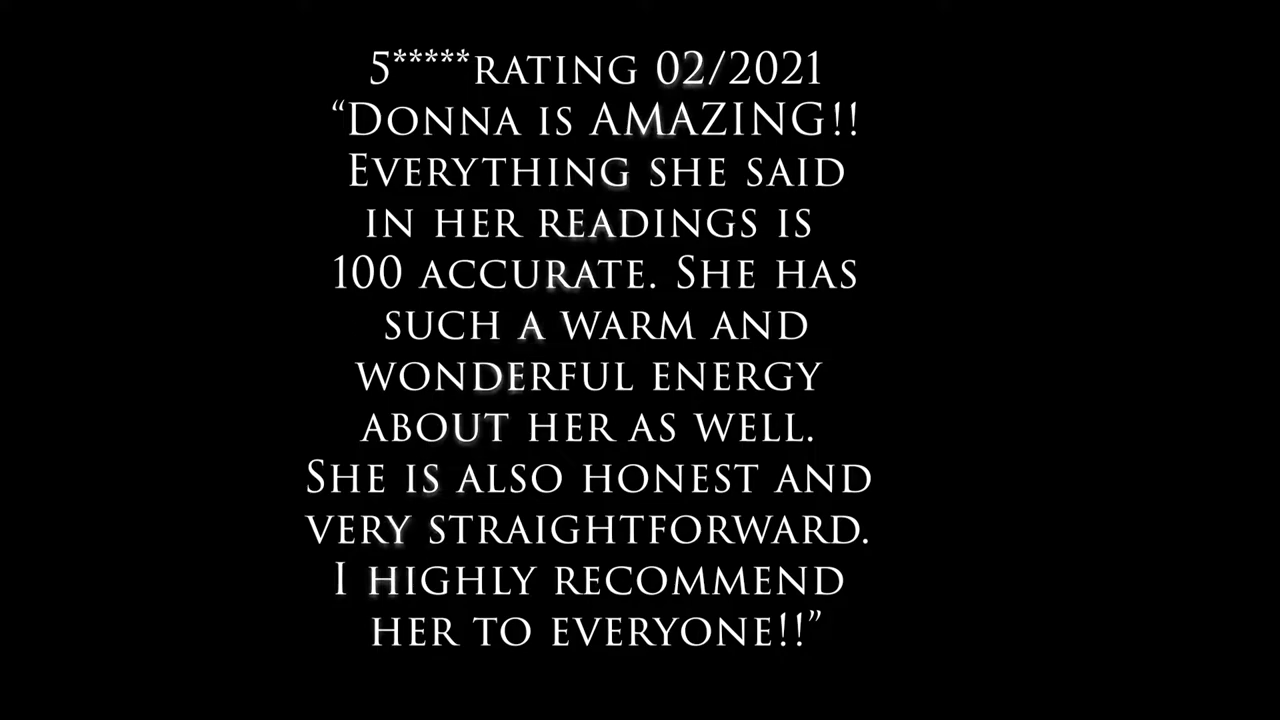 5*****RATING 02/2021
“DONNA IS AMAZING!!
EVERYTHING SHE SAID
IN HER READINGS IS
100 ACCURATE. SHE HAS
SUCH A WARM AND
WONDERFUL ENERGY
ABOUT HER AS WELL.
SHE IS ALSO HONEST AND
VERY STRAIGHTFORWARD.
I HIGHLY RECOMMEND
HER TO EVERYONE!!”